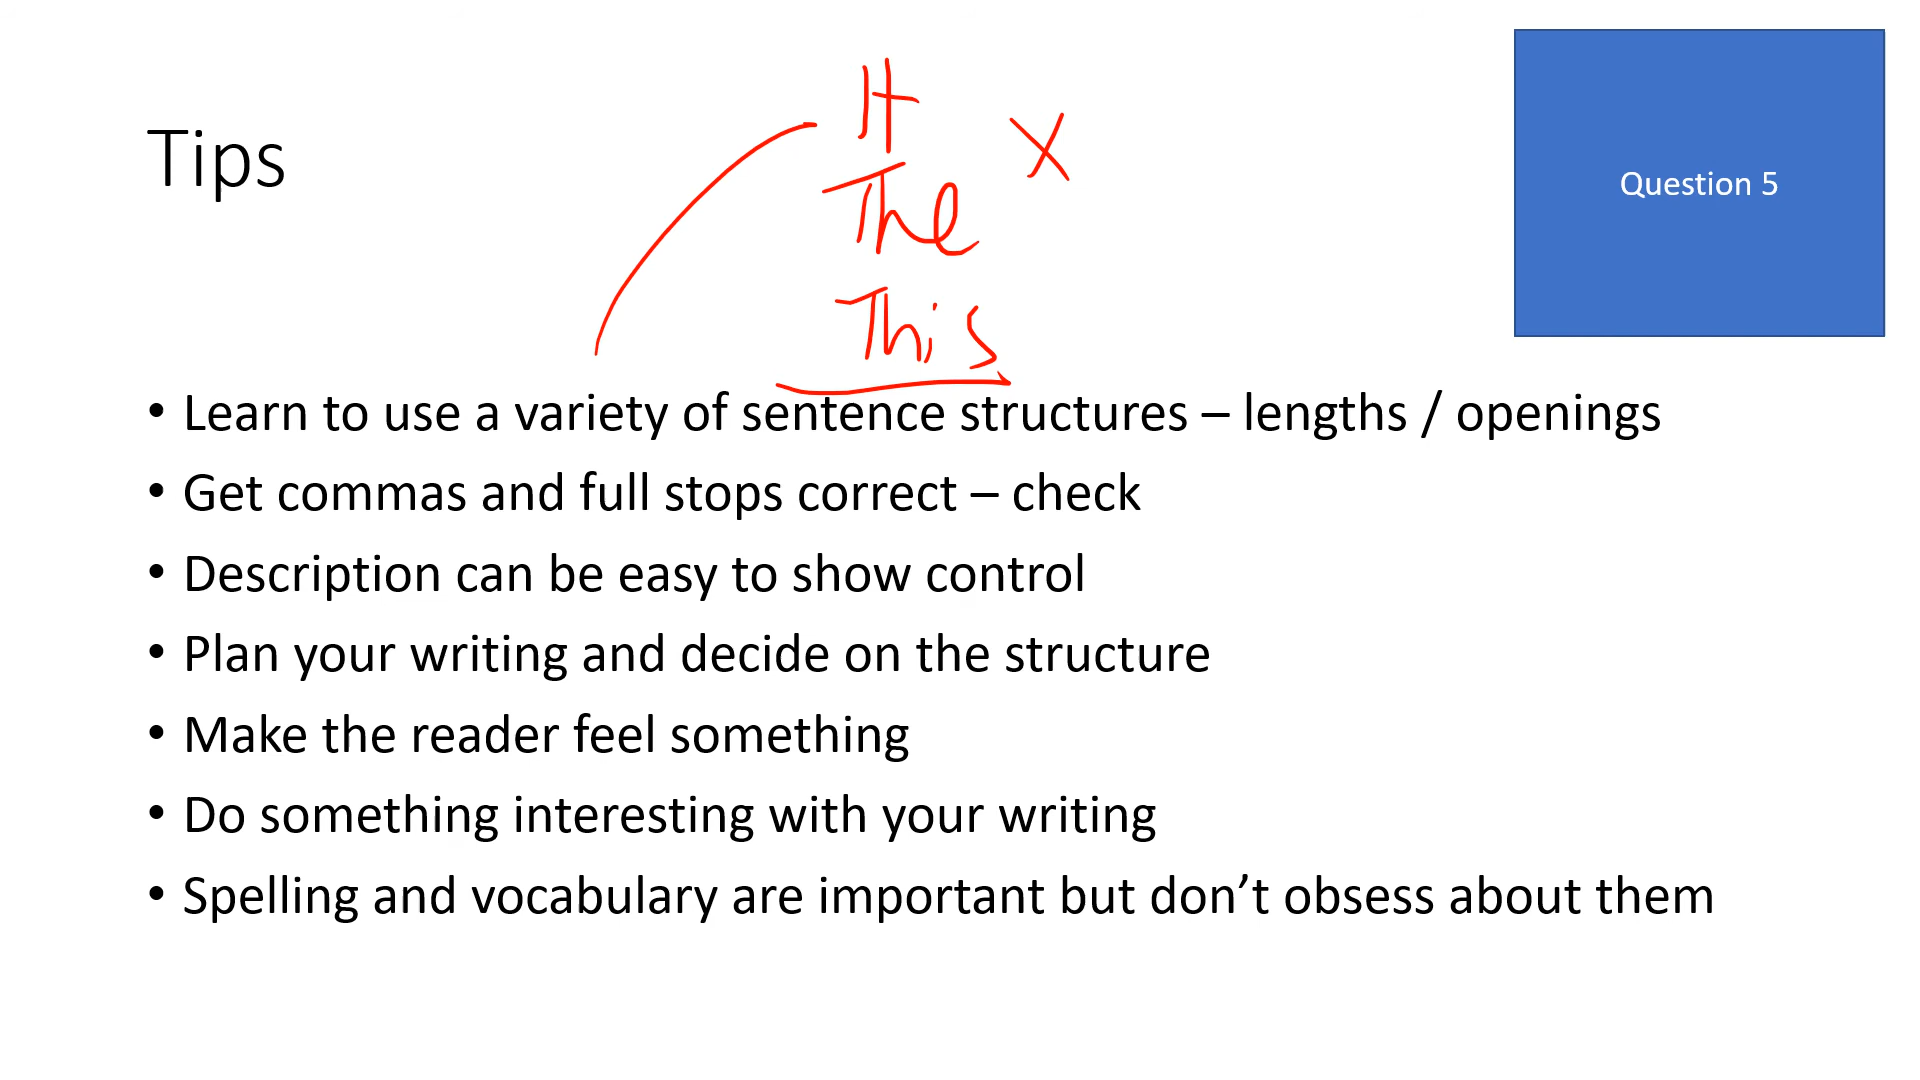 It X
The
This
Tips
Question 5
• Learn to use a variety of sentence structures – lengths / openings
• Get commas and full stops correct – check
• Description can be easy to show control
• Plan your writing and decide on the structure
• Make the reader feel something
• Do something interesting with your writing
• Spelling and vocabulary are important but don’t obsess about them